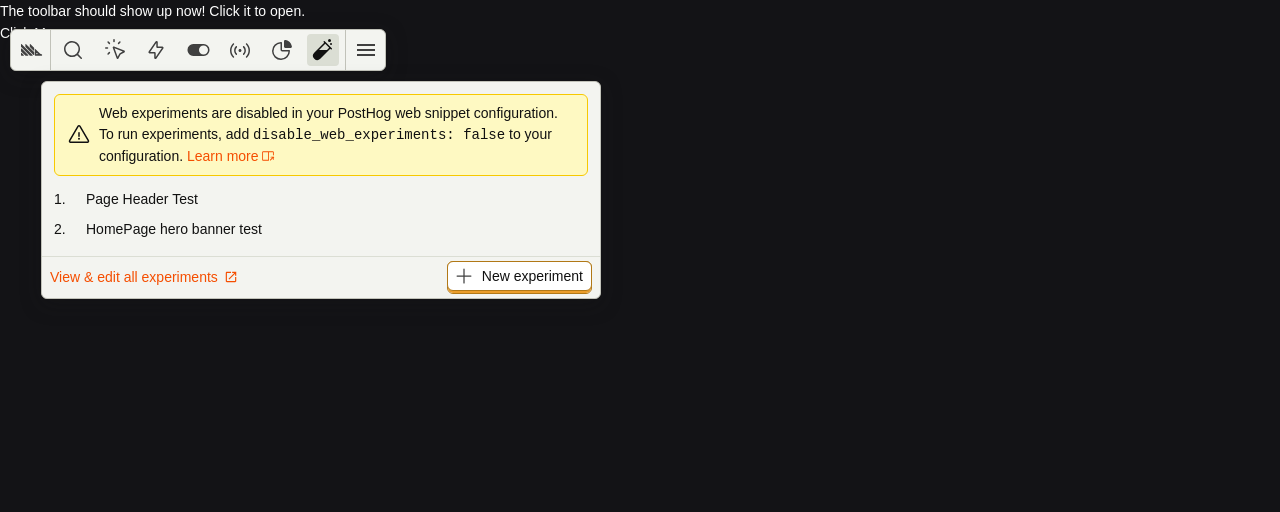 The toolbar should show up now! Click it to open.
Web experiments are disabled in your PostHog web snippet configuration.
To run experiments, add disable_web_experiments: false to your
configuration. Learn more
1. Page Header Test
2. HomePage hero banner test
View & edit all experiments
New experiment